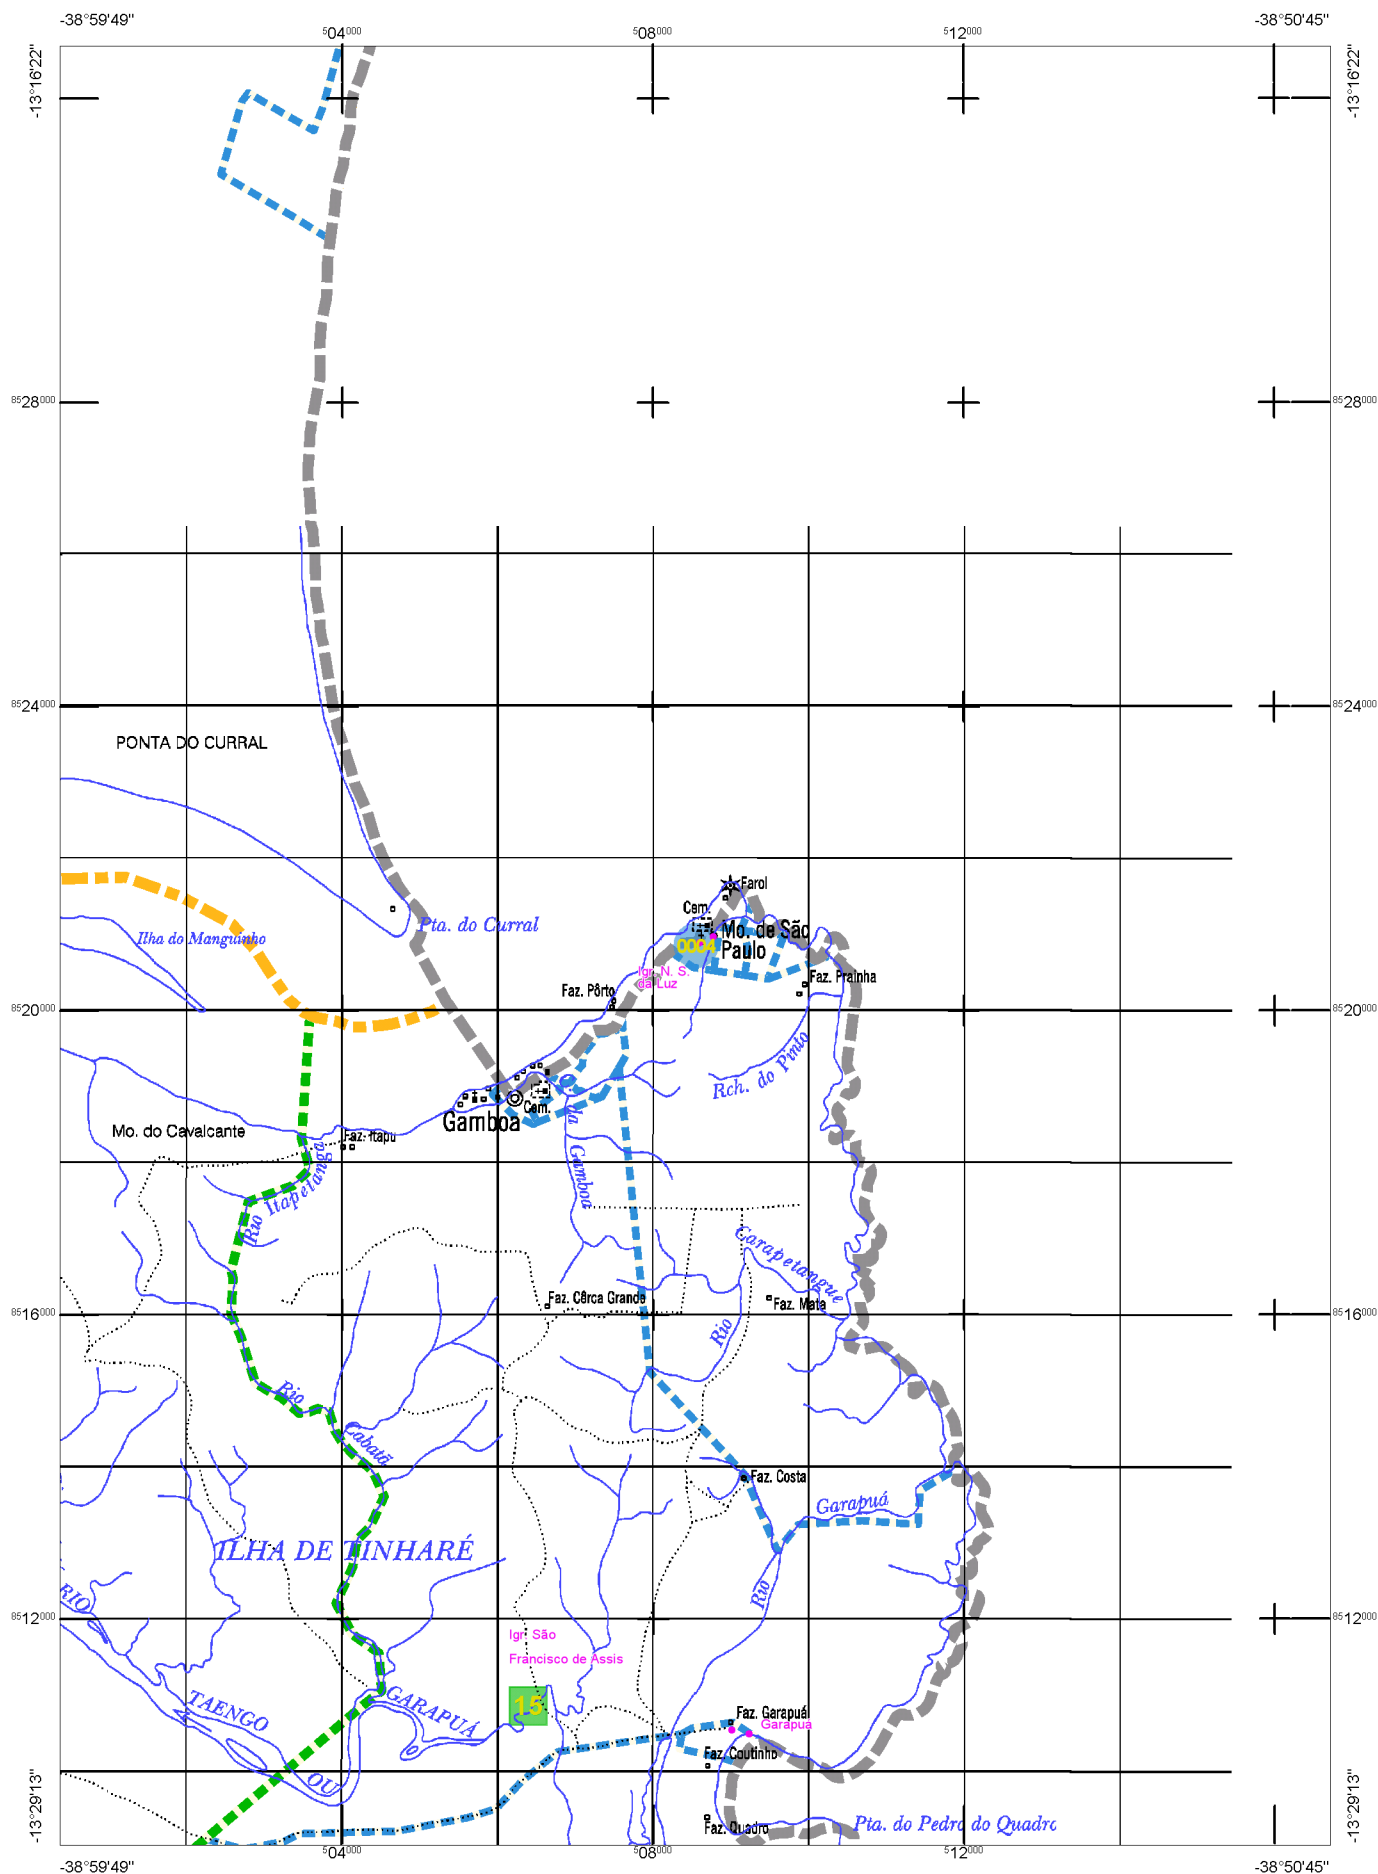 -38°59'49"
-38°50'45"
504000
508000
512000
-13°16'22"
-13°16'22"
8528000
8528000
8524000
8524000
PONTA DO CURRAL
Farol
Cem.
Pta. do Curral
Mo. de São
Paulo
0004
Ilha do Manguinho
Igr. N. S.
da Luz
Faz. Prainha
Faz. Pôrto
8520000
8520000
Rch. do Pinto
Cem.
Gamboa
da Gamboa
Mo. do Cavalcante
Faz. Itapu
Rio Itapetanga
Carapetangue
Faz. Cêrca Grande
Faz. Mata
8516000
8516000
Rio
Rio
Labatã
Faz. Costa
Garapuá
ILHA DE TINHARÉ
RIO
Rio
8512000
8512000
Igr. São
Francisco de Assis
TAENGO
GARAPUÁ
15
Faz. Garapuá
Garapuá
Faz. Coutinho
OU
Faz. Quadro
Pta. do Pedro do Quadro
-13°29'13"
-13°29'13"
504000
508000
512000
-38°59'49"
-38°50'45"